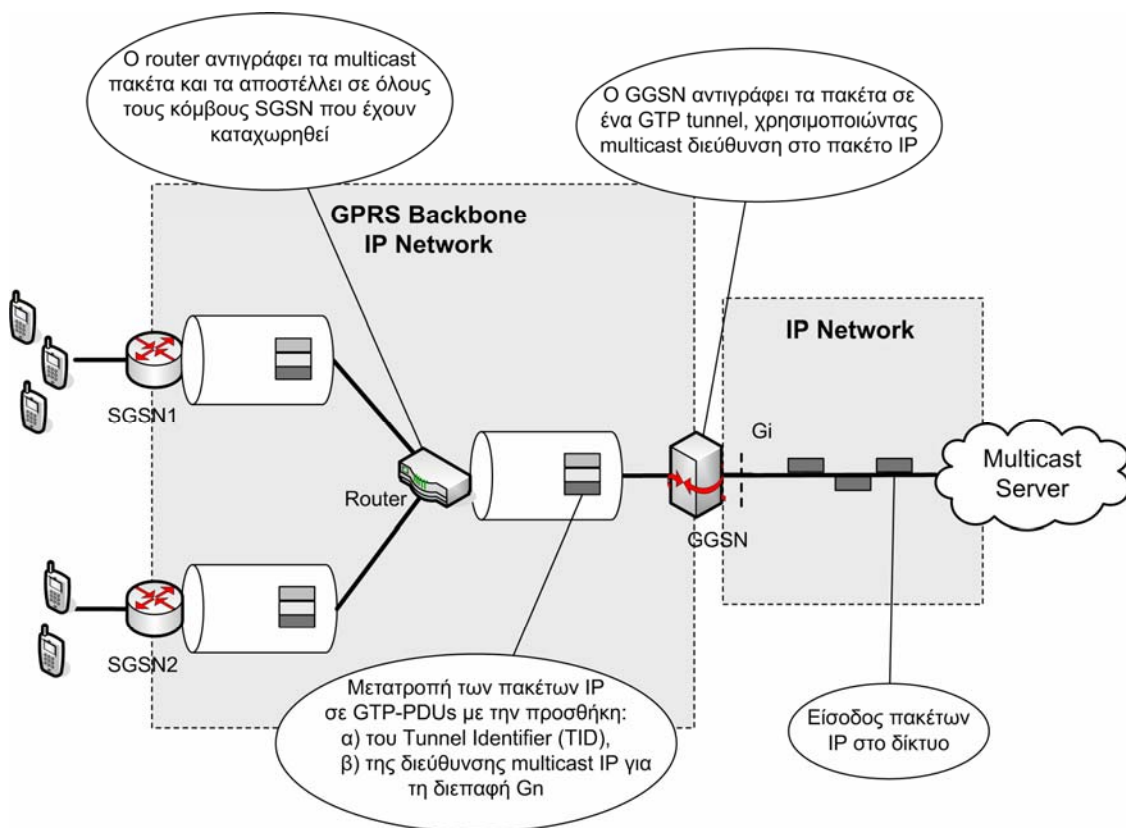 Ο router αντιγράφει τα multicast
πακέτα και τα αποστέλλει σε όλους
τους κόμβους SGSN που έχουν
καταχωρηθεί
Ο GGSN αντιγράφει τα πακέτα σε
ένα GTP tunnel, χρησιμοποιώντας
multicast διεύθυνση στο πακέτο IP
GPRS Backbone
IP Network
IP Network
SGSN1
Gi
Multicast
Server
Router
GGSN
SGSN2
Μετατροπή των πακέτων IP
σε GTP-PDUs με την προσθήκη:
α) του Tunnel Identifier (TID),
β) της διεύθυνσης multicast IP για
τη διεπαφή Gn
Είσοδος πακέτων
IP στο δίκτυο